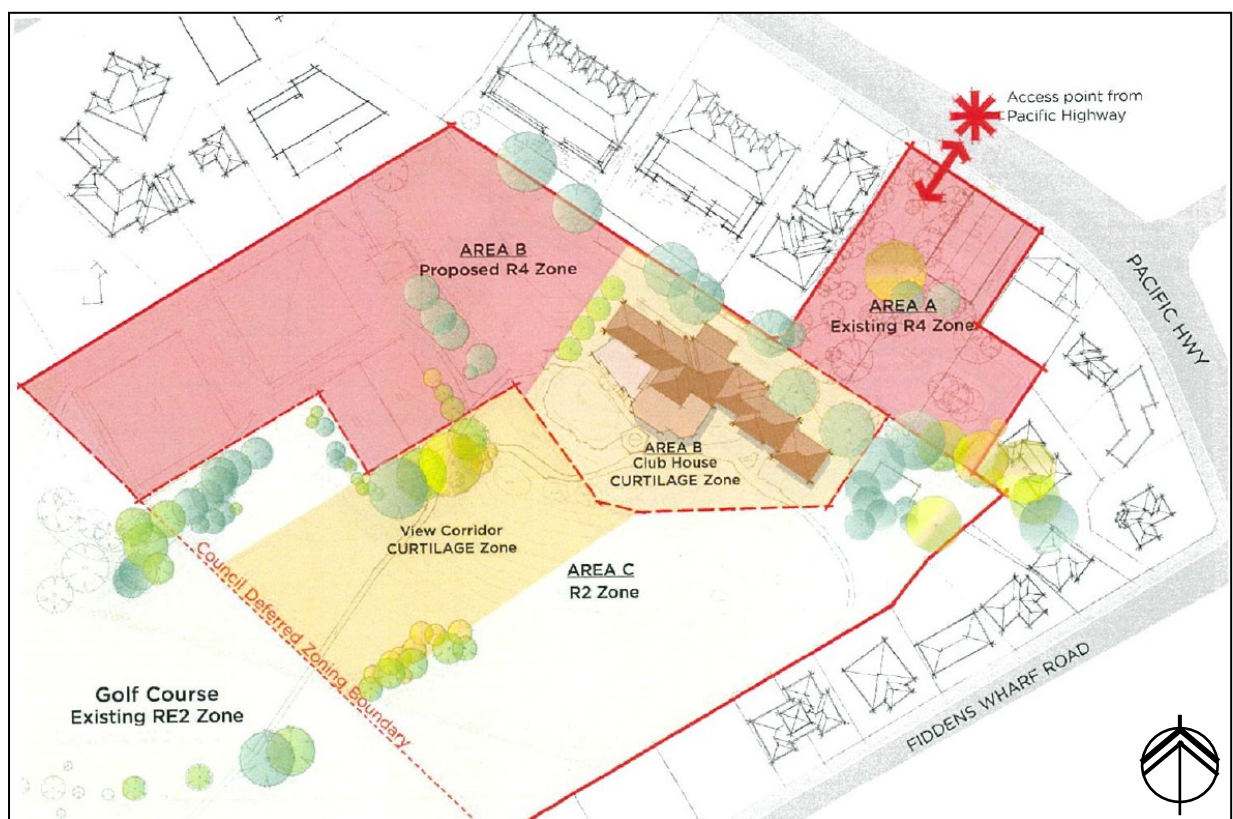 Access point from
Pacific Highway
AREA B
Proposed R4 Zone
AREA A
Existing R4 Zone
PACIFIC HWY
AREA B
Club House
CURTILAGE Zone
View Corridor
CURTILAGE Zone
AREA C
R2 Zone
Council Deferred Zoning Boundary
Golf Course
Existing RE2 Zone
FIDDENS WHARF ROAD